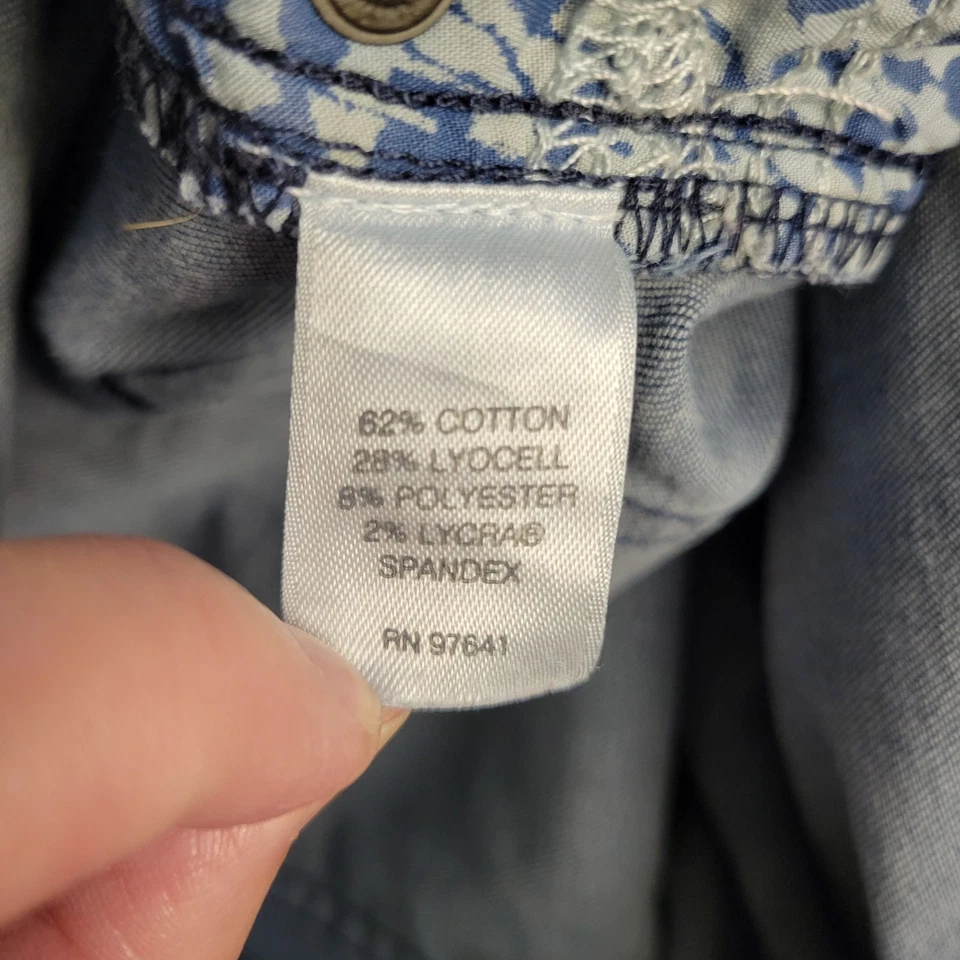 62% COTTON
28% LYOCELL
8% POLYESTER
2% LYCRA®
SPANDEX
RN 97641